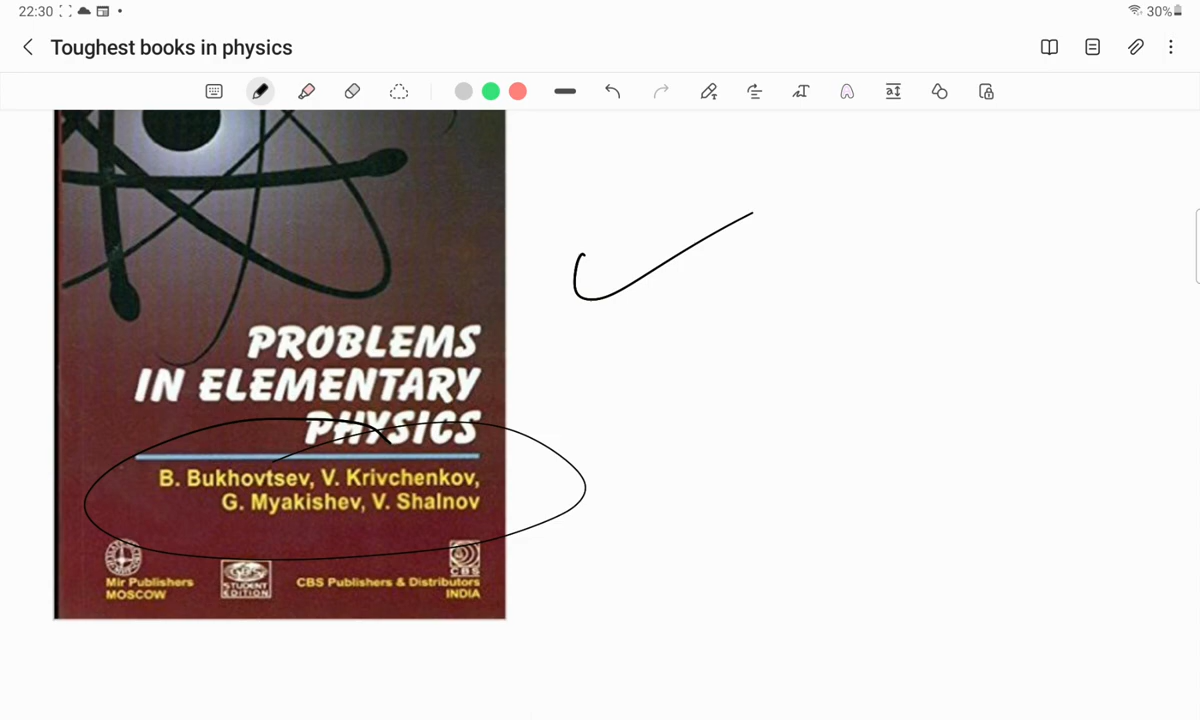 22:30
30%
Toughest books in physics
PROBLEMS
IN ELEMENTARY
PHYSICS
B. Bukhovtsev, V. Krivchenkov,
G. Myakishev, V. Shalnov
Mir Publishers
MOSCOW
STUDENT
EDITION
CBS Publishers & Distributors
INDIA
CBS